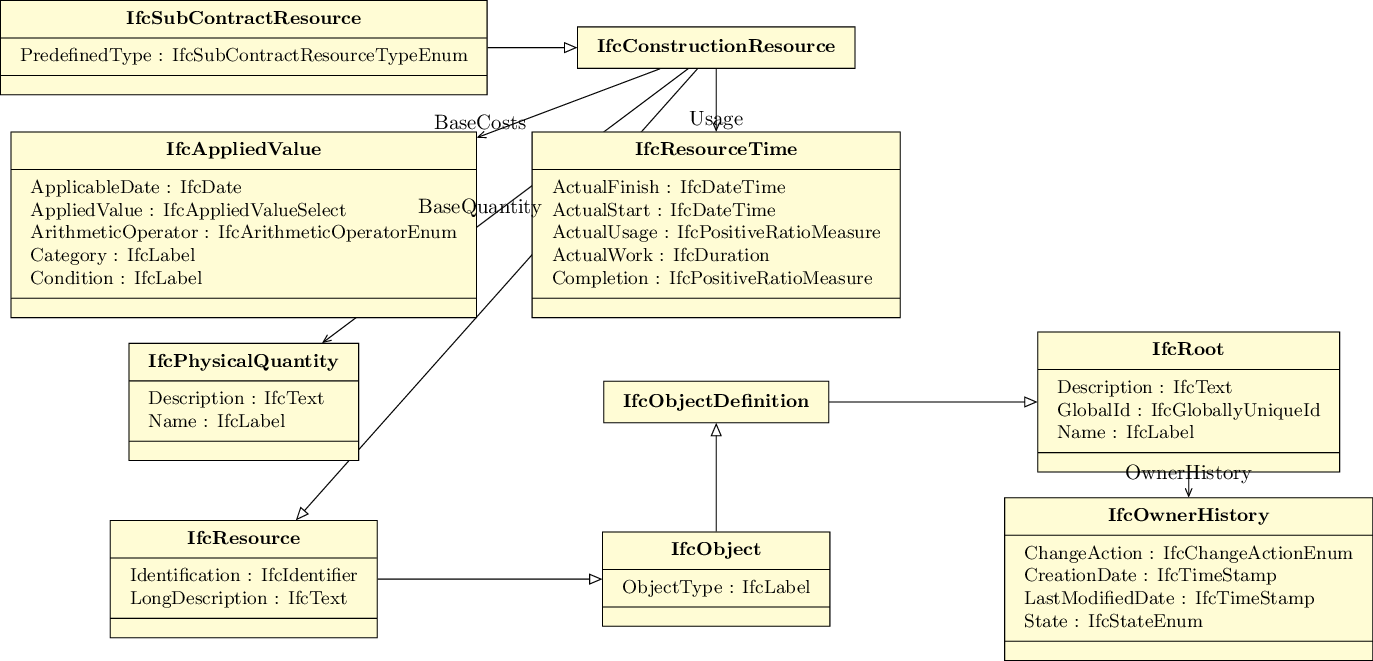 IfcSubContractResource
PredefinedType : IfcSubContractResourceTypeEnum
IfcConstructionResource
BaseCosts
Usage
IfcAppliedValue
ApplicableDate : IfcDate
AppliedValue : IfcAppliedValueSelect
ArithmeticOperator : IfcArithmeticOperatorEnum
Category : IfcLabel
Condition : IfcLabel
BaseQuantity
IfcResourceTime
ActualFinish : IfcDateTime
ActualStart : IfcDateTime
ActualUsage : IfcPositiveRatioMeasure
ActualWork : IfcDuration
Completion : IfcPositiveRatioMeasure
IfcPhysicalQuantity
Description : IfcText
Name : IfcLabel
IfcObjectDefinition
IfcRoot
Description : IfcText
GlobalId : IfcGloballyUniqueId
Name : IfcLabel
OwnerHistory
IfcResource
Identification : IfcIdentifier
LongDescription : IfcText
IfcObject
ObjectType : IfcLabel
IfcOwnerHistory
ChangeAction : IfcChangeActionEnum
CreationDate : IfcTimeStamp
LastModifiedDate : IfcTimeStamp
State : IfcStateEnum